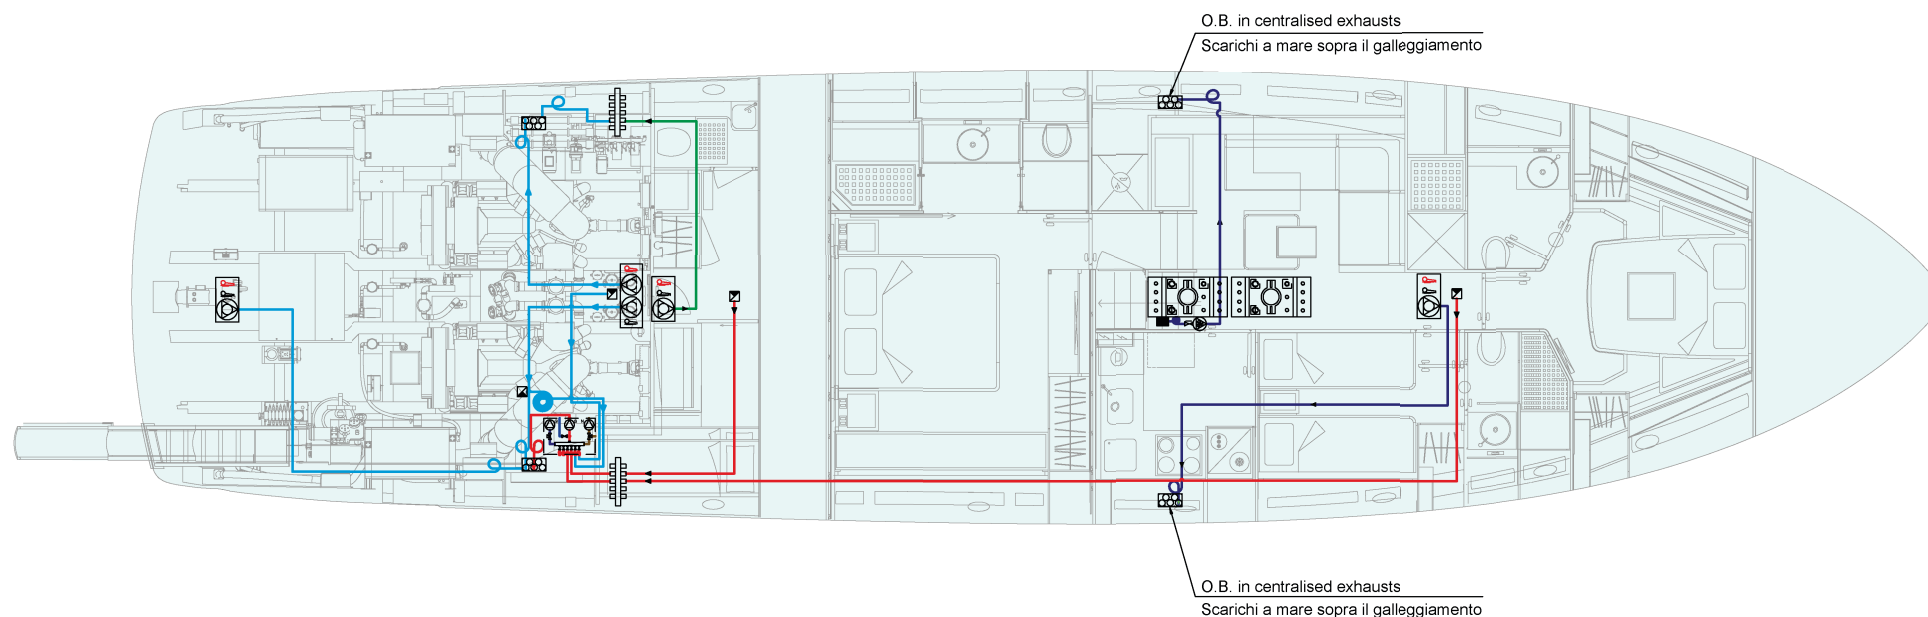 O.B. in centralised exhausts
Scarichi a mare sopra il galleggiamento
O.B. in centralised exhausts
Scarichi a mare sopra il galleggiamento